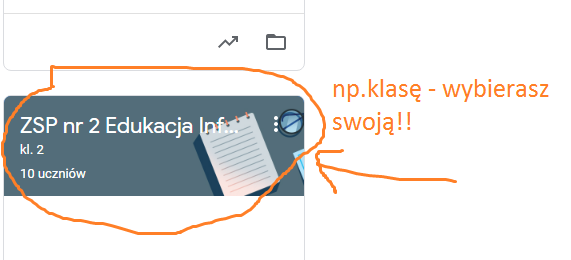 ZSP nr 2 Edukacja Inf...
kl. 2
10 uczniów
np.klasę - wybierasz
swoją!!